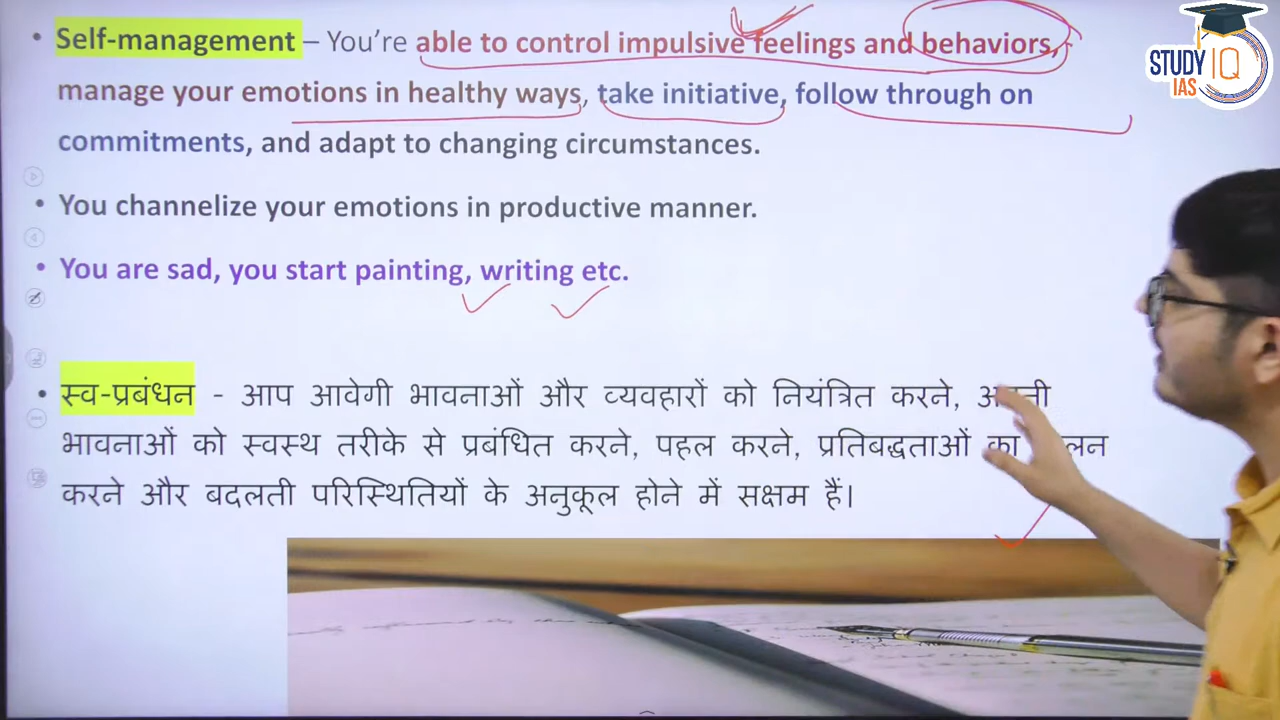 • Self-management – You're able to control impulsive feelings and behaviors,
manage your emotions in healthy ways, take initiative, follow through on
commitments, and adapt to changing circumstances.
• You channelize your emotions in productive manner.
• You are sad, you start painting, writing etc.
• स्व-प्रबंधन - आप आवेगी भावनाओं और व्यवहारों को नियंत्रित करने,
भावनाओं को स्वस्थ तरीके से प्रबंधित करने, पहल करने, प्रतिबद्धताओं का
करने और बदलती परिस्थितियों के अनुकूल होने में सक्षम हैं।
STUDY IQ
IAS